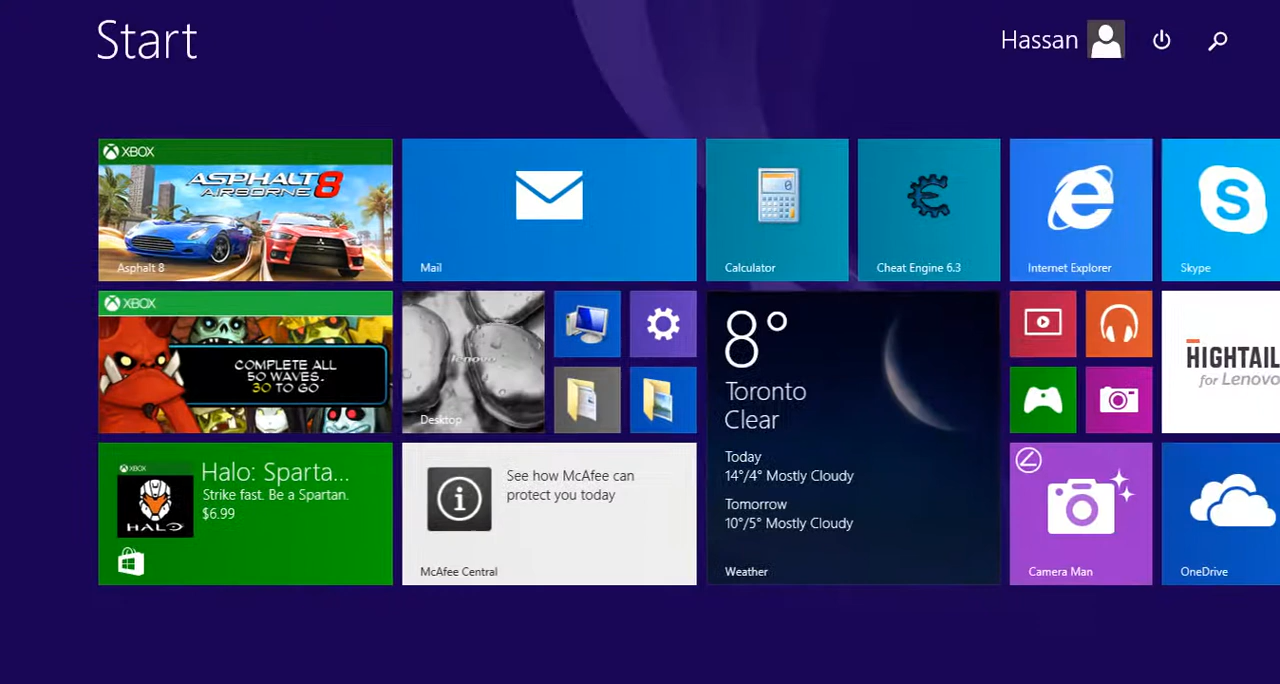 Start
Hassan
XBOX
ASPHALT 8
AIRBORNE
Asphalt 8
Mail
0
Calculator
Cheat Engine 6.3
Internet Explorer
S
Skype
XBOX
COMPLETE ALL
50 WAVES.
30 TO GO
lenovo
Desktop
8°
Toronto
Clear
Today
14°/4° Mostly Cloudy
Tomorrow
10°/5° Mostly Cloudy
Weather
HIGHTAIL
for Lenovo
XBOX
HALO
Halo: Sparta...
Strike fast. Be a Spartan.
$6.99
See how McAfee can
protect you today
McAfee Central
Camera Man
OneDrive